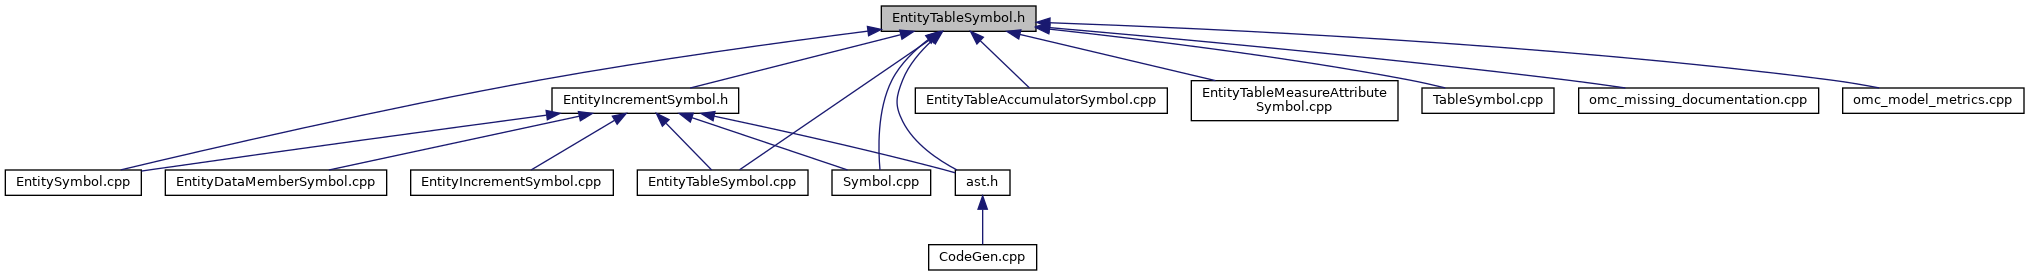 EntityTableSymbol.h
EntityIncrementSymbol.h
EntityTableAccumulatorSymbol.cpp
EntityTableMeasureAttribute
Symbol.cpp
TableSymbol.cpp
omc_missing_documentation.cpp
omc_model_metrics.cpp
EntitySymbol.cpp
EntityDataMemberSymbol.cpp
EntityIncrementSymbol.cpp
EntityTableSymbol.cpp
Symbol.cpp
ast.h
CodeGen.cpp